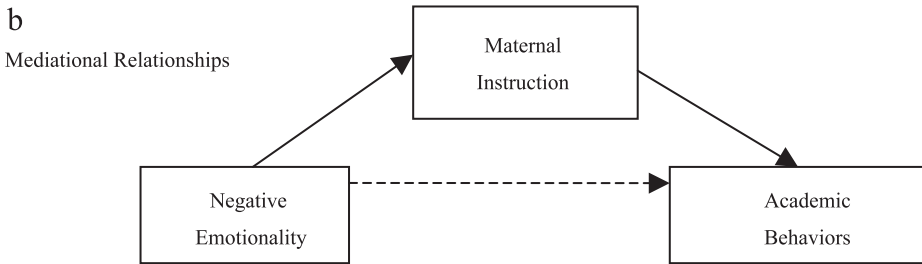 b
Mediational Relationships
Maternal
Instruction
Negative
Emotionality
Academic
Behaviors